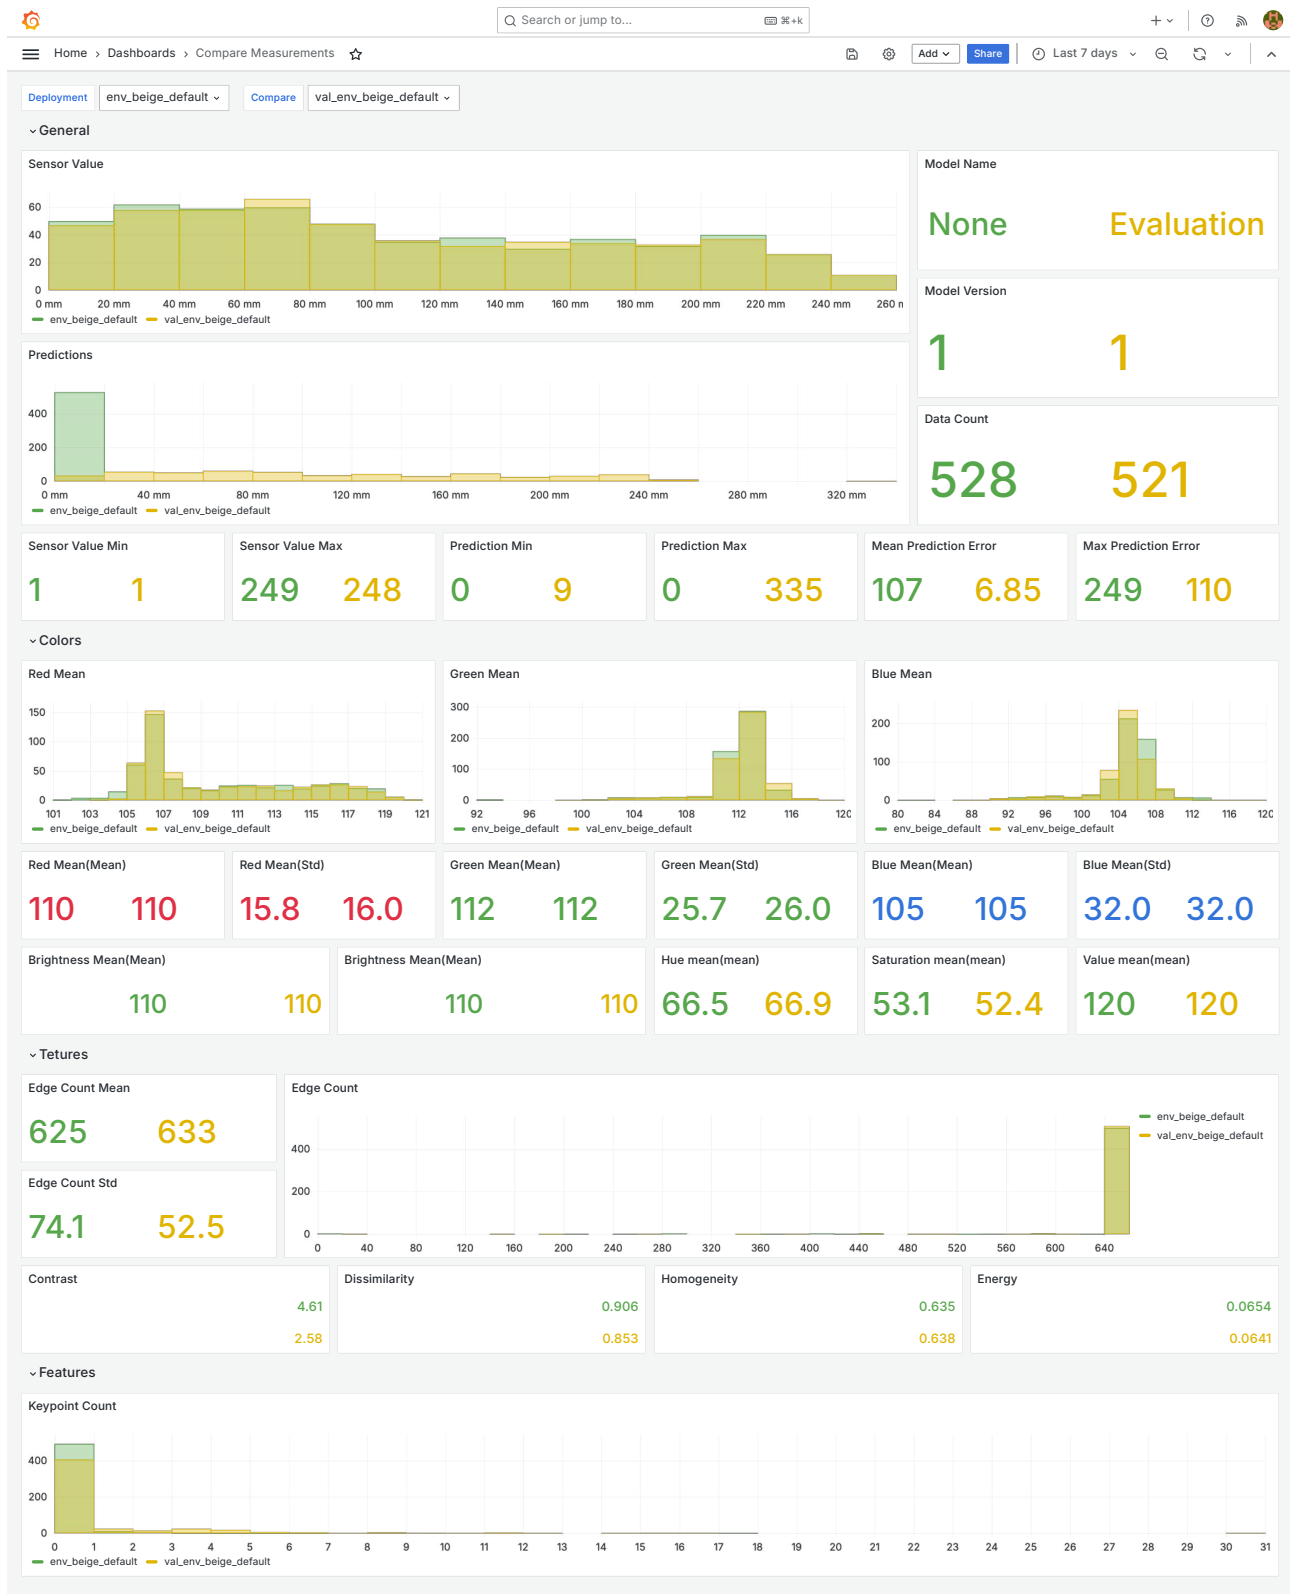 Search or jump to... ⌘+k
Home › Dashboards › Compare Measurements Add Share Last 7 days
Deployment env_beige_default Compare val_env_beige_default
General
Sensor Value
60
40
20
0
0 mm 20 mm 40 mm 60 mm 80 mm 100 mm 120 mm 140 mm 160 mm 180 mm 200 mm 220 mm 240 mm 260 m
env_beige_default val_env_beige_default
Model Name
None Evaluation
Model Version
1 1
Predictions
400
200
0
0 mm 40 mm 80 mm 120 mm 160 mm 200 mm 240 mm 280 mm 320 mm
env_beige_default val_env_beige_default
Data Count
528 521
Sensor Value Min
1 1
Sensor Value Max
249 248
Prediction Min
0 9
Prediction Max
0 335
Mean Prediction Error
107 6.85
Max Prediction Error
249 110
Colors
Red Mean
150
100
50
0
101 103 105 107 109 111 113 115 117 119 121
env_beige_default val_env_beige_default
Green Mean
300
200
100
0
92 96 100 104 108 112 116 120
env_beige_default val_env_beige_default
Blue Mean
200
100
0
80 84 88 92 96 100 104 108 112 116 120
env_beige_default val_env_beige_default
Red Mean(Mean)
110 110
Red Mean(Std)
15.8 16.0
Green Mean(Mean)
112 112
Green Mean(Std)
25.7 26.0
Blue Mean(Mean)
105 105
Blue Mean(Std)
32.0 32.0
Brightness Mean(Mean)
110 110
Brightness Mean(Mean)
110 110
Hue mean(mean)
66.5 66.9
Saturation mean(mean)
53.1 52.4
Value mean(mean)
120 120
Tetures
Edge Count Mean
625 633
Edge Count Std
74.1 52.5
Edge Count
400
200
0
0 40 80 120 160 200 240 280 320 360 400 440 480 520 560 600 640
env_beige_default
val_env_beige_default
Contrast
4.61
2.58
Dissimilarity
0.906
0.853
Homogeneity
0.635
0.638
Energy
0.0654
0.0641
Features
Keypoint Count
400
200
0
0 1 2 3 4 5 6 7 8 9 10 11 12 13 14 15 16 17 18 19 20 21 22 23 24 25 26 27 28 29 30 31
env_beige_default val_env_beige_default